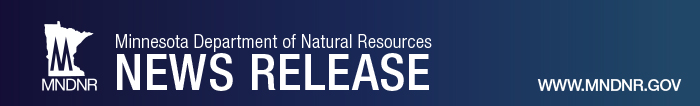 Minnesota Department of Natural Resources
NEWS RELEASE
MNDNR
WWW.MNDNR.GOV